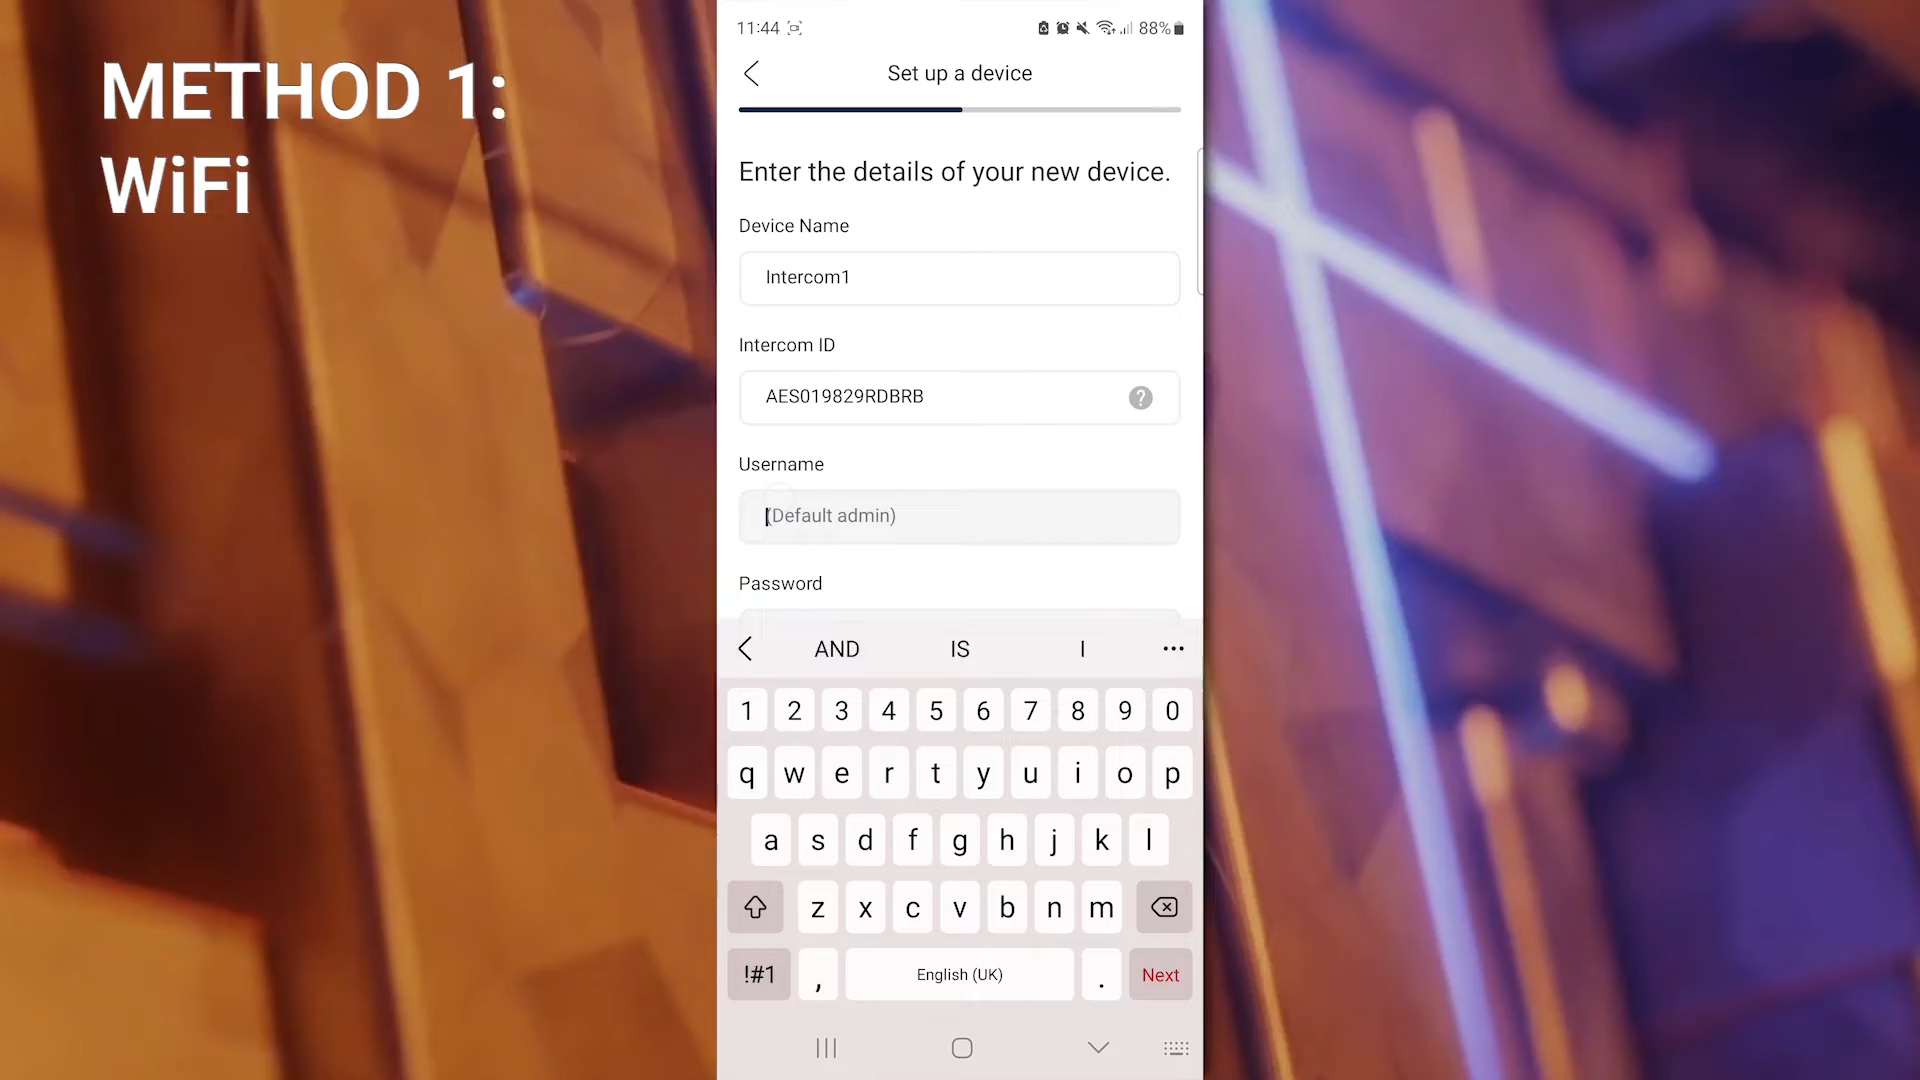 METHOD 1:
WiFi
11:44
88%
Set up a device
Enter the details of your new device.
Device Name
Intercom1
Intercom ID
AES019829RDBRB
?
Username
(Default admin)
Password
AND IS I ...
1 2 3 4 5 6 7 8 9 0
q w e r t y u i o p
a s d f g h j k l
z x c v b n m
!#1 , English (UK) . Next